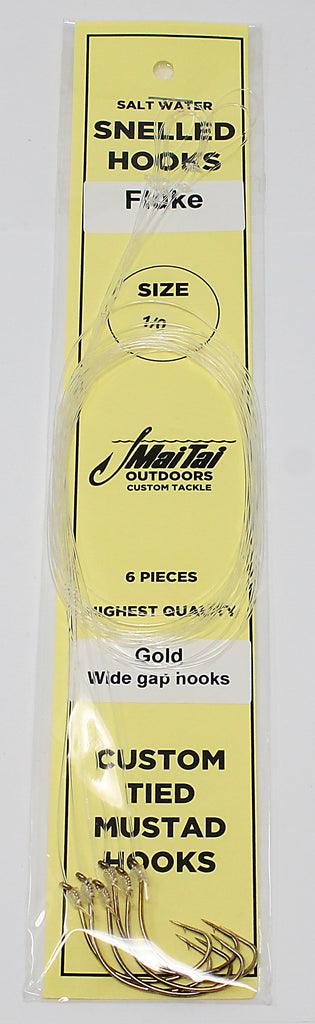 SALT WATER
SNELLED
HOOKS
Fluke
SIZE
1/0
MaiTai
OUTDOORS
CUSTOM TACKLE
6 PIECES
HIGHEST QUALITY
Gold
Wide gap hooks
CUSTOM
TIED
MUSTAD
HOOKS